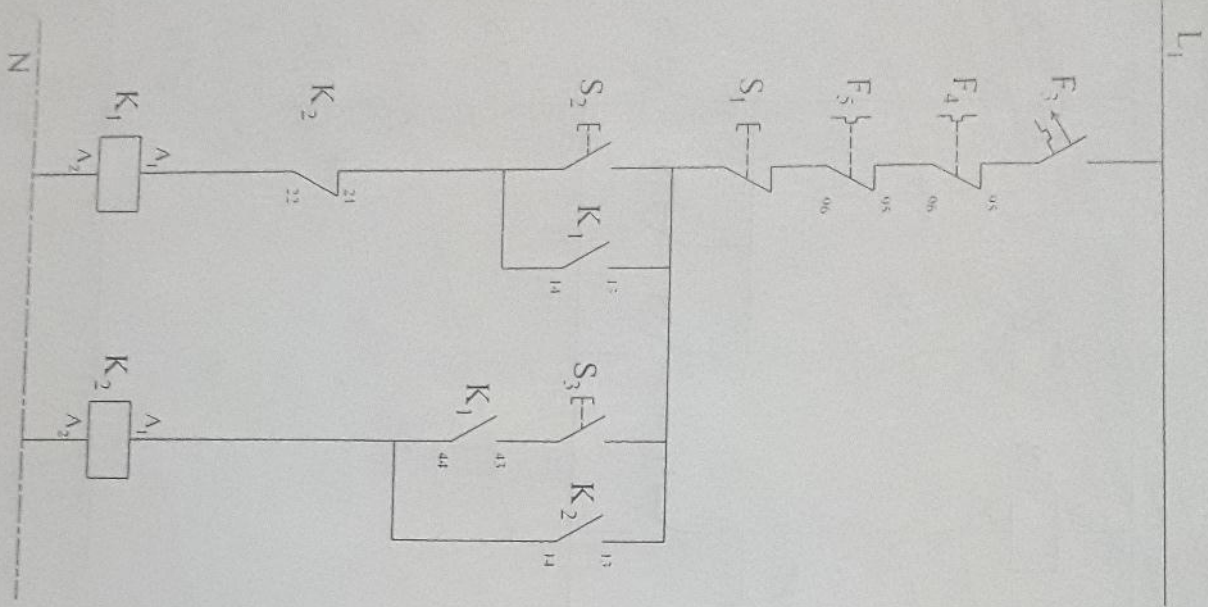 L₁
F₃
95
F₄
96
95
F₅
96
S₁
13
13
K₁
S₂
S₃
K₂
14
14
43
K₁
44
21
K₂
22
A₁
A₁
K₁
K₂
A₂
A₂
N